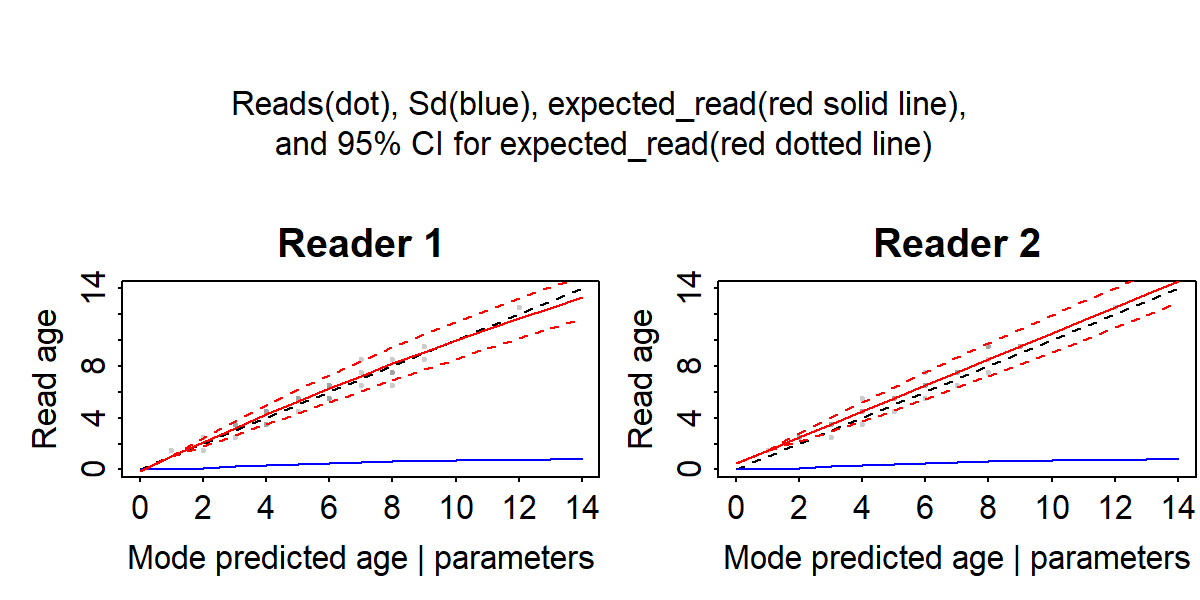 Reads(dot), Sd(blue), expected_read(red solid line),
and 95% CI for expected_read(red dotted line)
Reader 1
Read age
0 4 8 14
0 2 4 6 8 10 12 14
Mode predicted age | parameters
Reader 2
Read age
0 4 8 14
0 2 4 6 8 10 12 14
Mode predicted age | parameters